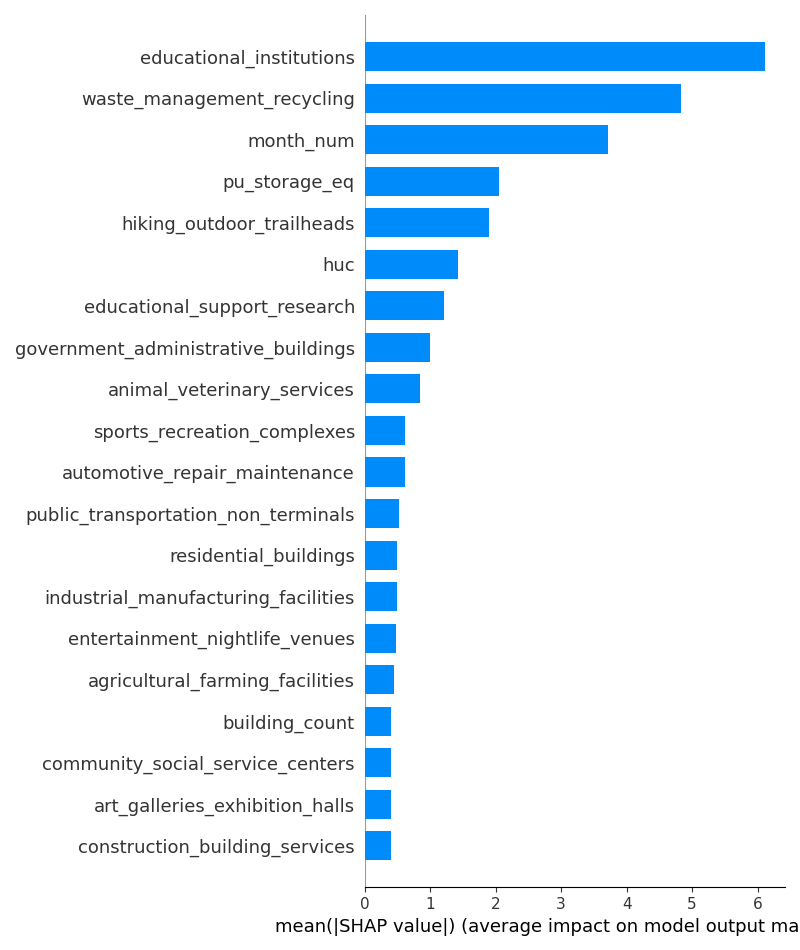 educational_institutions
waste_management_recycling
month_num
pu_storage_eq
hiking_outdoor_trailheads
huc
educational_support_research
government_administrative_buildings
animal_veterinary_services
sports_recreation_complexes
automotive_repair_maintenance
public_transportation_non_terminals
residential_buildings
industrial_manufacturing_facilities
entertainment_nightlife_venues
agricultural_farming_facilities
building_count
community_social_service_centers
art_galleries_exhibition_halls
construction_building_services
0 1 2 3 4 5 6
mean(|SHAP value|) (average impact on model output ma